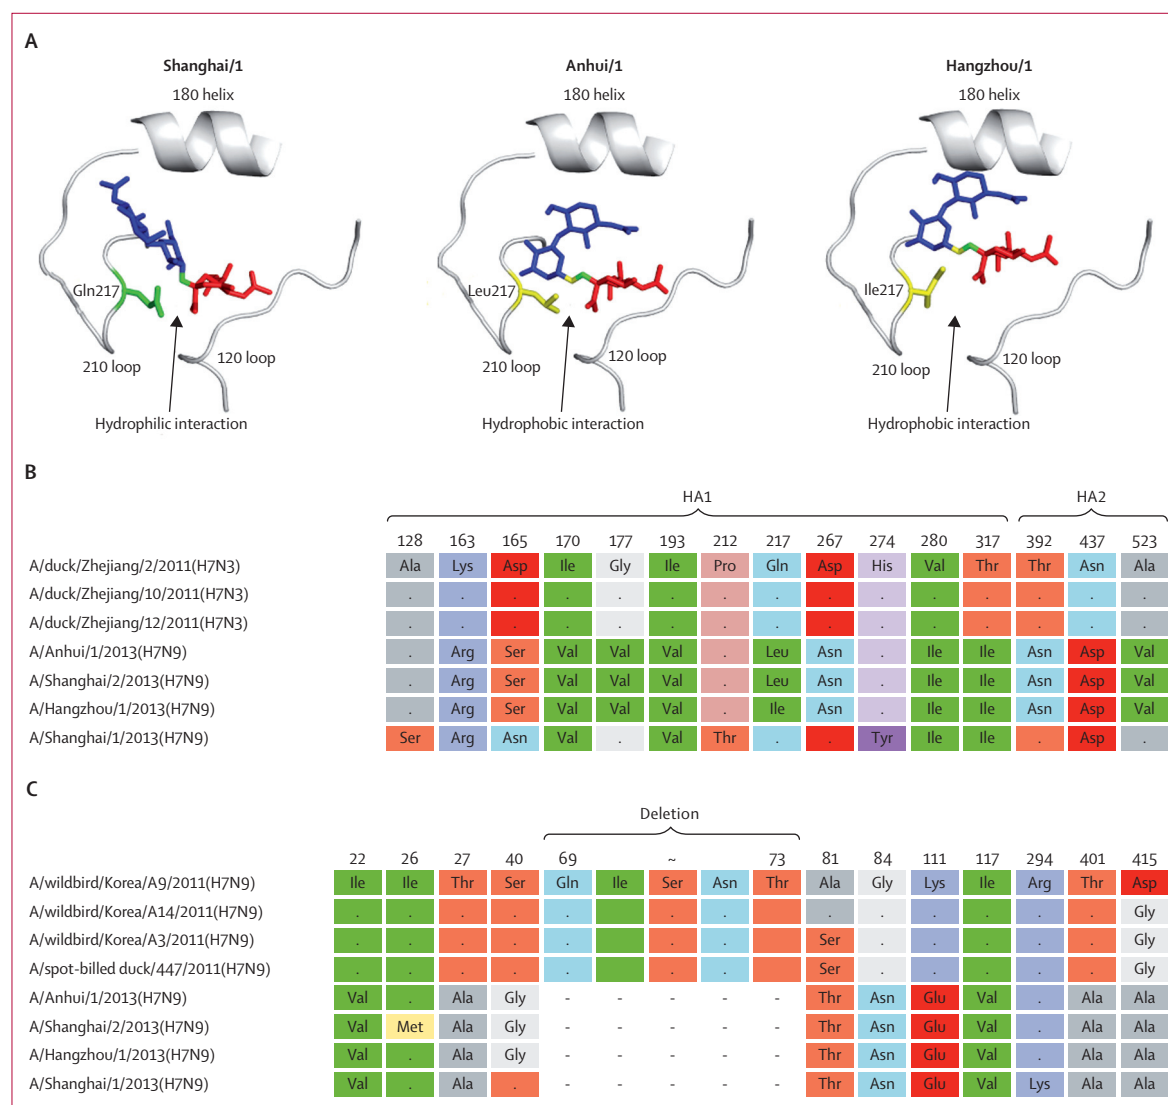 A
Shanghai/1 Anhui/1 Hangzhou/1
180 helix 180 helix 180 helix
Gln217 Leu217 Ile217
210 loop 120 loop 210 loop 120 loop 210 loop 120 loop
Hydrophilic interaction Hydrophobic interaction Hydrophobic interaction
B
HA1 HA2
128 163 165 170 177 193 212 217 267 274 280 317 392 437 523
A/duck/Zhejiang/2/2011(H7N3) Ala Lys Asp Ile Gly Ile Pro Gln Asp His Val Thr Thr Asn Ala
A/duck/Zhejiang/10/2011(H7N3) . . . . . . . . . . . . . . .
A/duck/Zhejiang/12/2011(H7N3) . . . . . . . . . . . . . . .
A/Anhui/1/2013(H7N9) . Arg Ser Val Val Val . Leu Asn . Ile Ile Asn Asp Val
A/Shanghai/2/2013(H7N9) . Arg Ser Val Val Val . Leu Asn . Ile Ile Asn Asp Val
A/Hangzhou/1/2013(H7N9) . Arg Ser Val Val Val . Ile Asn . Ile Ile Asn Asp Val
A/Shanghai/1/2013(H7N9) Ser Arg Asn Val . Val Thr . . Tyr Ile Ile . Asp .
C
Deletion
22 26 27 40 69 ~ 73 81 84 111 117 294 401 415
A/wildbird/Korea/A9/2011(H7N9) Ile Ile Thr Ser Gln Ile Ser Asn Thr Ala Gly Lys Ile Arg Thr Asp
A/wildbird/Korea/A14/2011(H7N9) . . . . . . . . . . . . . Gly
A/wildbird/Korea/A3/2011(H7N9) . . . . . . . Ser . . . . . Gly
A/spot-billed duck/447/2011(H7N9) . . . . . . . Ser . . . . . Gly
A/Anhui/1/2013(H7N9) Val . Ala Gly - - - - - Thr Asn Glu Val . Ala Ala
A/Shanghai/2/2013(H7N9) Val Met Ala Gly - - - - - Thr Asn Glu Val . Ala Ala
A/Hangzhou/1/2013(H7N9) Val . Ala Gly - - - - - Thr Asn Glu Val . Ala Ala
A/Shanghai/1/2013(H7N9) Val . Ala . - - - - - Thr Asn Glu Val Lys Ala Ala